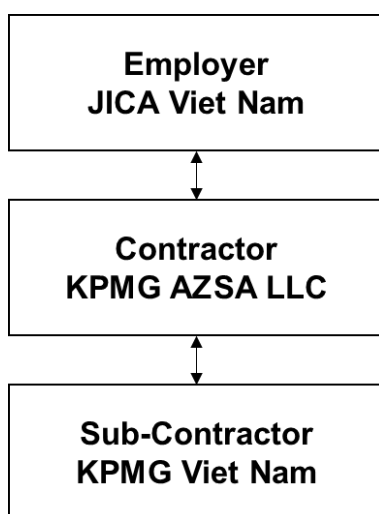 Employer
JICA Viet Nam
Contractor
KPMG AZSA LLC
Sub-Contractor
KPMG Viet Nam